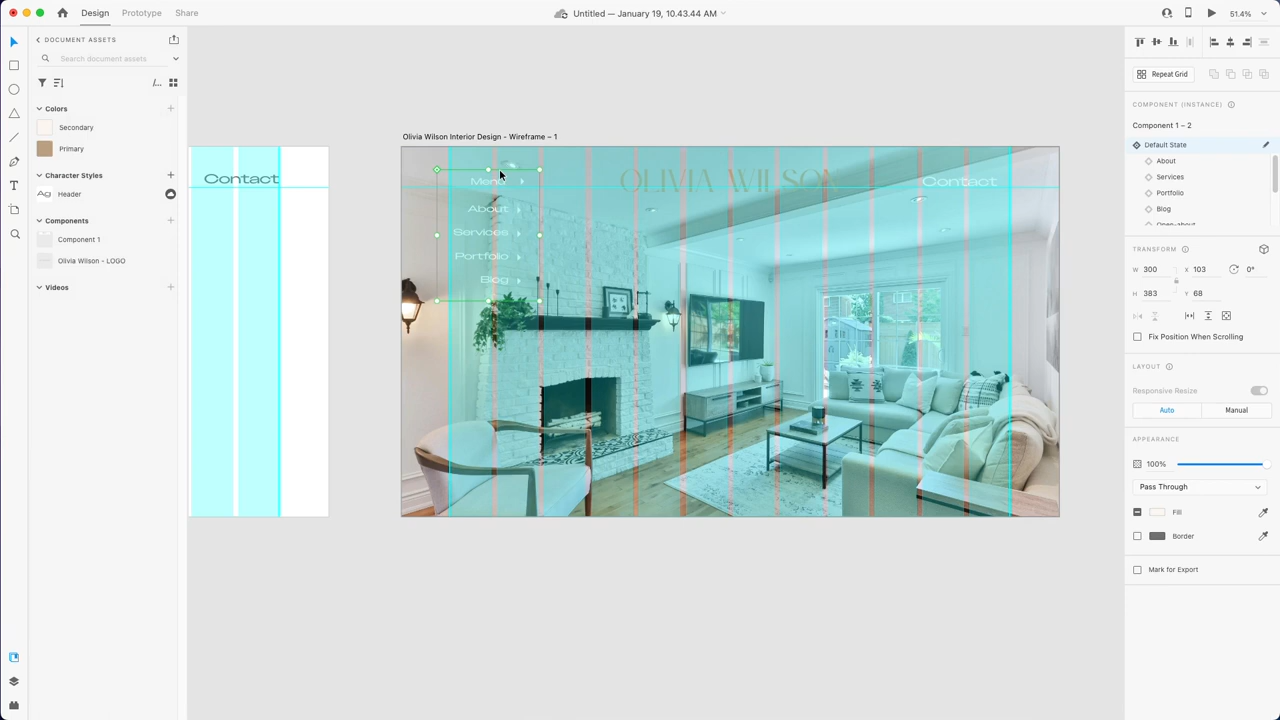 Design
Prototype
Share
Untitled — January 19, 10.43.44 AM
51.4%
DOCUMENT ASSETS
Search document assets
/...
Colors
Secondary
Primary
Character Styles
Ag Header
Components
Component 1
Olivia Wilson - LOGO
Videos
Contact
Olivia Wilson Interior Design - Wireframe – 1
Menu
OLIVIA WILSON
Contact
About
Services
Portfolio
Blog
Repeat Grid
COMPONENT (INSTANCE)
Component 1 – 2
Default State
About
Services
Portfolio
Blog
Open-about
TRANSFORM
W 300 X 103 0°
H 383 Y 68
Fix Position When Scrolling
LAYOUT
Responsive Resize
Auto Manual
APPEARANCE
100%
Pass Through
Fill
Border
Mark for Export